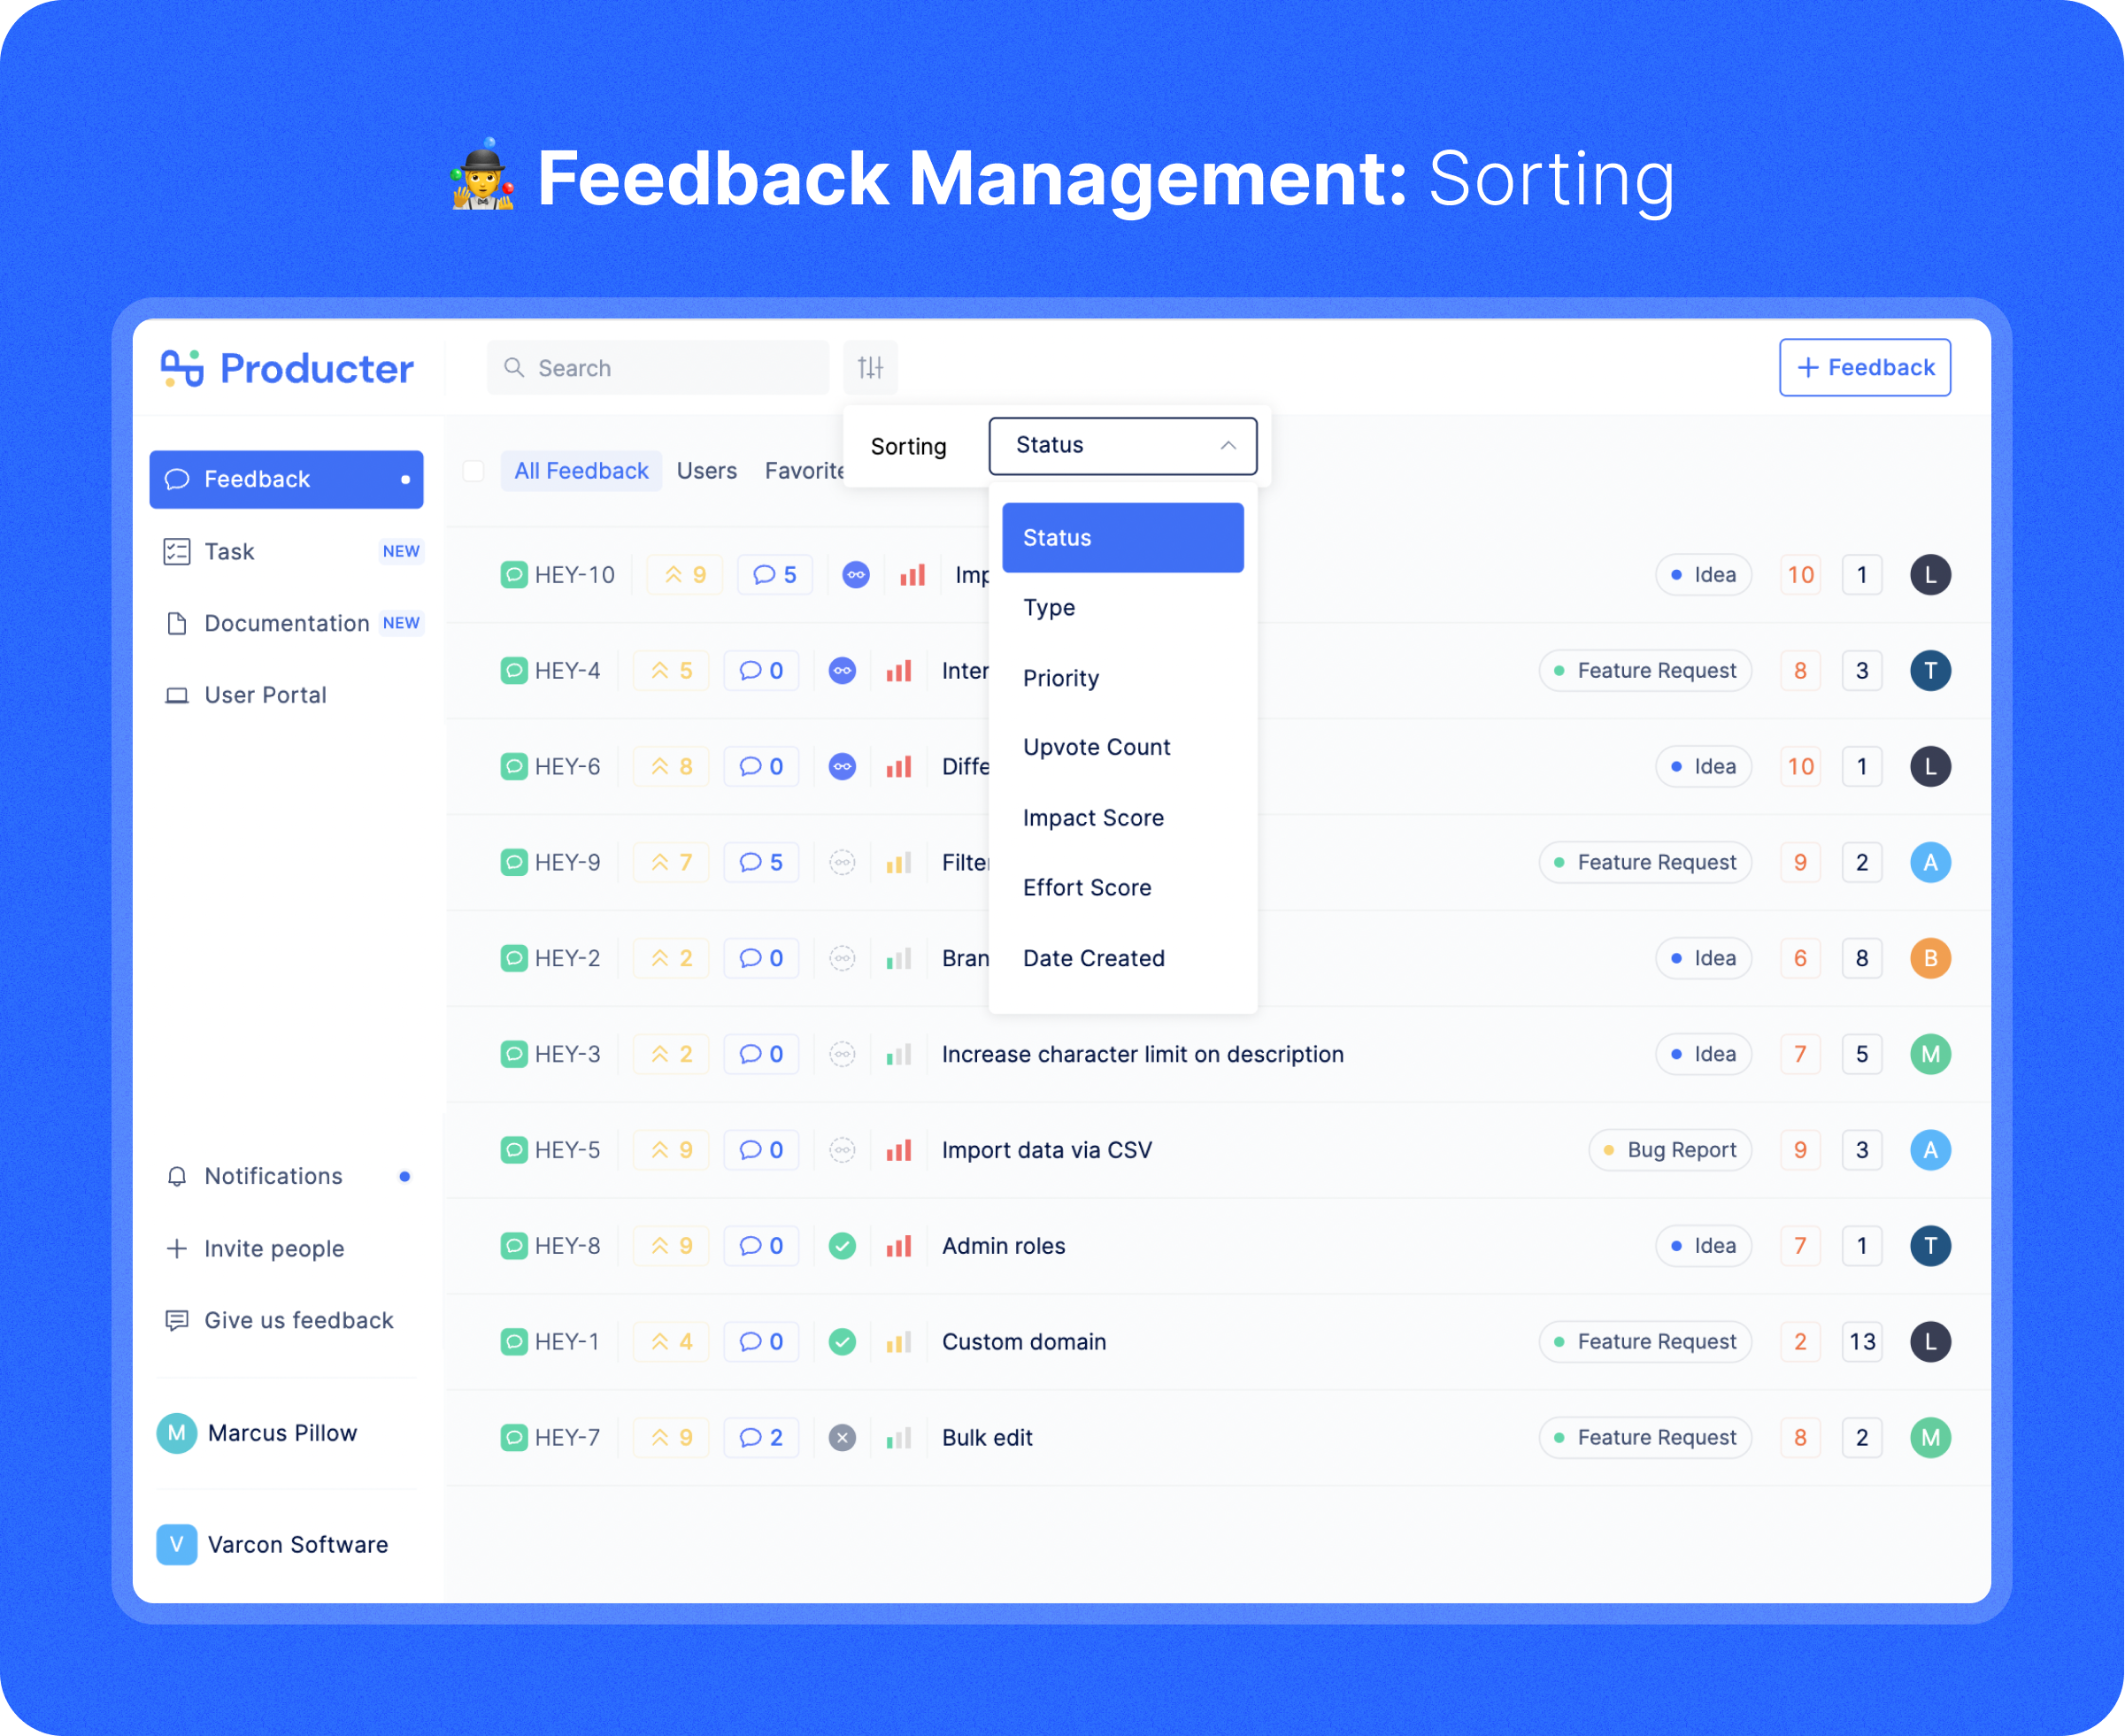 Feedback Management: Sorting
Producter
Search
+ Feedback
Sorting
Status
Feedback
All Feedback Users Favorite
Status
Type
Priority
Upvote Count
Impact Score
Effort Score
Date Created
Task NEW
Documentation NEW
User Portal
HEY-10 9 5 Imp Idea 10 1 L
HEY-4 5 0 Inter Feature Request 8 3 T
HEY-6 8 0 Diffe Idea 10 1 L
HEY-9 7 5 Filte Feature Request 9 2 A
HEY-2 2 0 Bran Idea 6 8 B
HEY-3 2 0 Increase character limit on description Idea 7 5 M
HEY-5 9 0 Import data via CSV Bug Report 9 3 A
HEY-8 9 0 Admin roles Idea 7 1 T
HEY-1 4 0 Custom domain Feature Request 2 13 L
HEY-7 9 2 Bulk edit Feature Request 8 2 M
Notifications
Invite people
Give us feedback
M Marcus Pillow
V Varcon Software